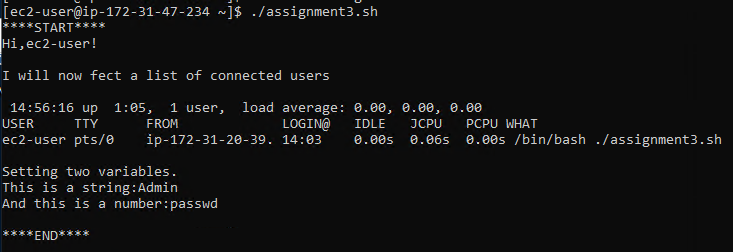 [ec2-user@ip-172-31-47-234 ~]$ ./assignment3.sh
****START****
Hi,ec2-user!
I will now fect a list of connected users
14:56:16 up  1:05,  1 user,  load average: 0.00, 0.00, 0.00
USER     TTY      FROM             LOGIN@   IDLE   JCPU   PCPU WHAT
ec2-user pts/0    ip-172-31-20-39. 14:03    0.00s  0.06s  0.00s /bin/bash ./assignment3.sh
Setting two variables.
This is a string:Admin
And this is a number:passwd
****END****